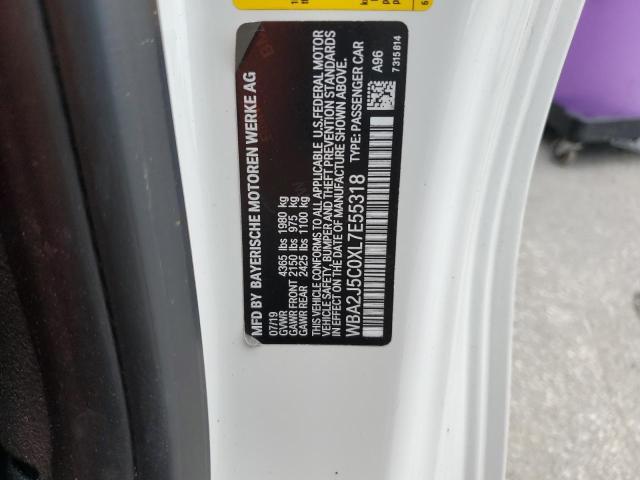 MFD BY BAYERISCHE MOTOREN WERKE AG
07/19
GVWR 4365 lbs 1980 kg
GAWR FRONT 2150 lbs 975 kg
GAWR REAR 2425 lbs 1100 kg
THIS VEHICLE CONFORMS TO ALL APPLICABLE U.S.FEDERAL MOTOR
VEHICLE SAFETY, BUMPER AND THEFT PREVENTION STANDARDS
IN EFFECT ON THE DATE OF MANUFACTURE SHOWN ABOVE.
WBA2J5C0XL7E55318 TYPE: PASSENGER CAR
A96
7315814